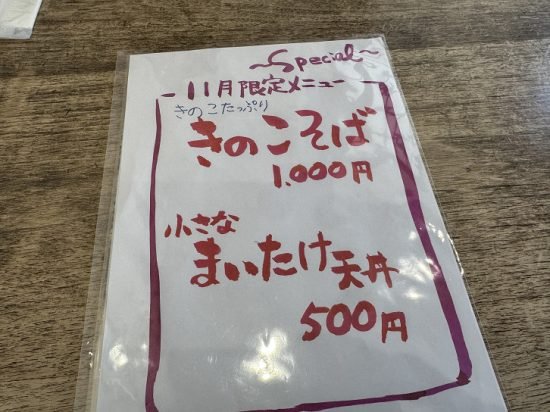 ～Special～
11月限定メニュー
きのこたっぷり
きのこそば
1,000円
小さな
まいたけ天丼
500円